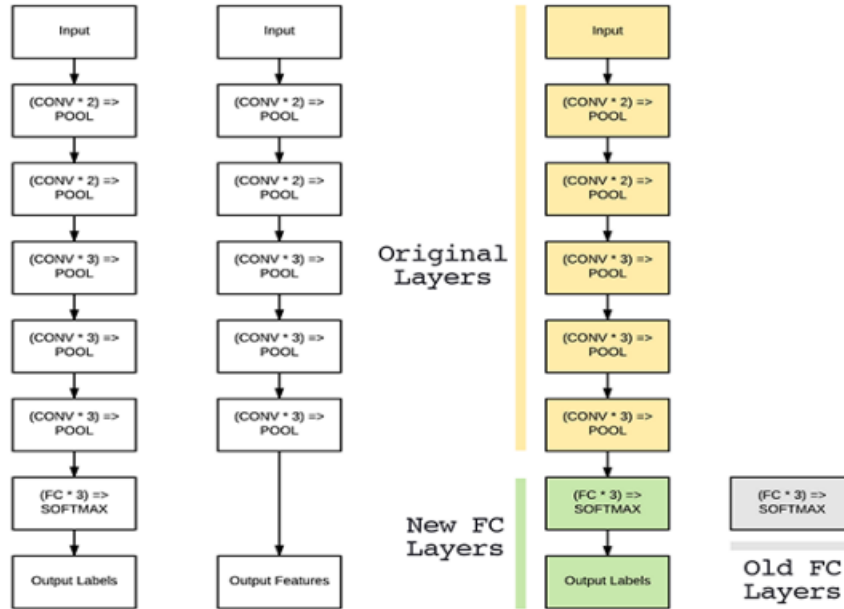 Input
(CONV * 2) =>
POOL
(CONV * 2) =>
POOL
(CONV * 3) =>
POOL
(CONV * 3) =>
POOL
(CONV * 3) =>
POOL
(FC * 3) =>
SOFTMAX
Output Labels
Input
(CONV * 2) =>
POOL
(CONV * 2) =>
POOL
(CONV * 3) =>
POOL
(CONV * 3) =>
POOL
(CONV * 3) =>
POOL
Output Features
Original
Layers
New FC
Layers
Input
(CONV * 2) =>
POOL
(CONV * 2) =>
POOL
(CONV * 3) =>
POOL
(CONV * 3) =>
POOL
(CONV * 3) =>
POOL
(FC * 3) =>
SOFTMAX
Output Labels
(FC * 3) =>
SOFTMAX
Old FC
Layers